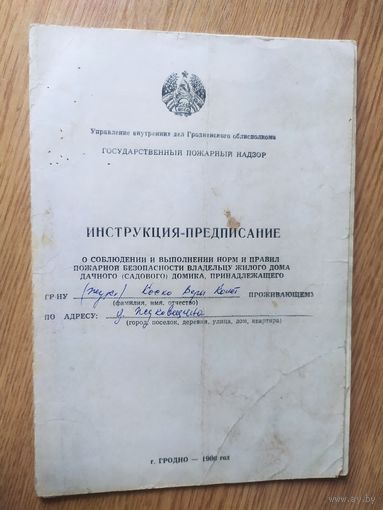 Управление внутренних дел Гродненского облисполкома
ГОСУДАРСТВЕННЫЙ ПОЖАРНЫЙ НАДЗОР
ИНСТРУКЦИЯ-ПРЕДПИСАНИЕ
О СОБЛЮДЕНИИ И ВЫПОЛНЕНИИ НОРМ И ПРАВИЛ
ПОЖАРНОЙ БЕЗОПАСНОСТИ ВЛАДЕЛЬЦУ ЖИЛОГО ДОМА
ДАЧНОГО (САДОВОГО) ДОМИКА, ПРИНАДЛЕЖАЩЕГО
ГР-НУ ПРОЖИВАЮЩЕМУ
(фамилия, имя, отчество)
ПО АДРЕСУ:
(город, поселок, деревня, улица, дом, квартира)
г. ГРОДНО — год
ay.by